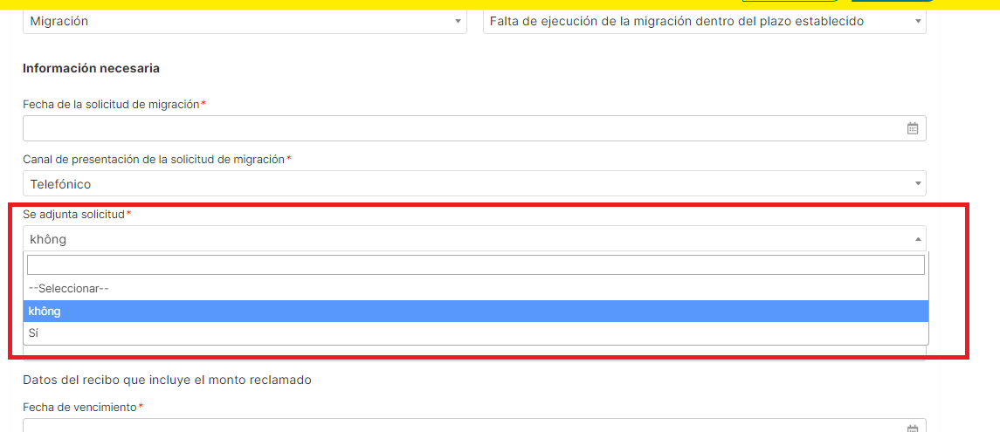 Migración
Falta de ejecución de la migración dentro del plazo establecido
Información necesaria
Fecha de la solicitud de migración*
Canal de presentación de la solicitud de migración*
Telefónico
Se adjunta solicitud*
không
--Seleccionar--
không
Sí
Datos del recibo que incluye el monto reclamado
Fecha de vencimiento*